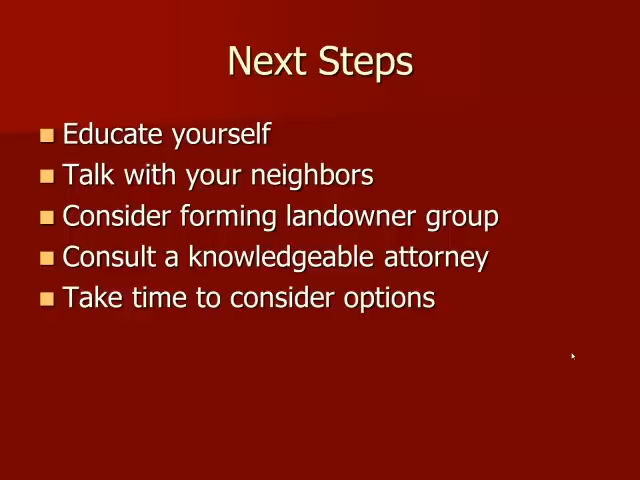 Next Steps
Educate yourself
Talk with your neighbors
Consider forming landowner group
Consult a knowledgeable attorney
Take time to consider options